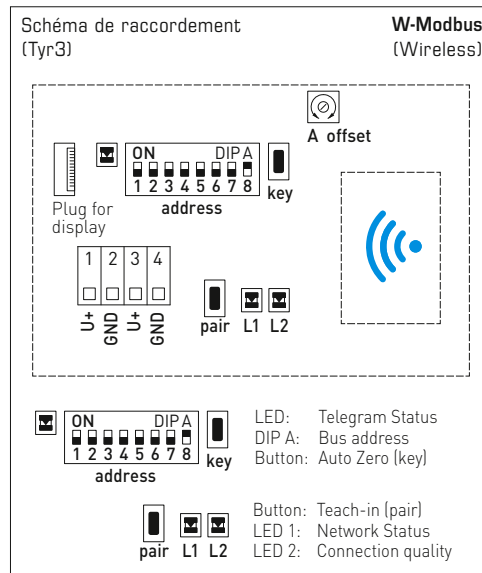 Schéma de raccordement W-Modbus
(Tyr3) (Wireless)
A offset
ON DIP A
1 2 3 4 5 6 7 8
address
key
Plug for
display
1 2 3 4
U+ GND U+ GND
pair L1 L2
ON DIP A
1 2 3 4 5 6 7 8
address
key
LED: Telegram Status
DIP A: Bus address
Button: Auto Zero (key)
pair L1 L2
Button: Teach-in (pair)
LED 1: Network Status
LED 2: Connection quality